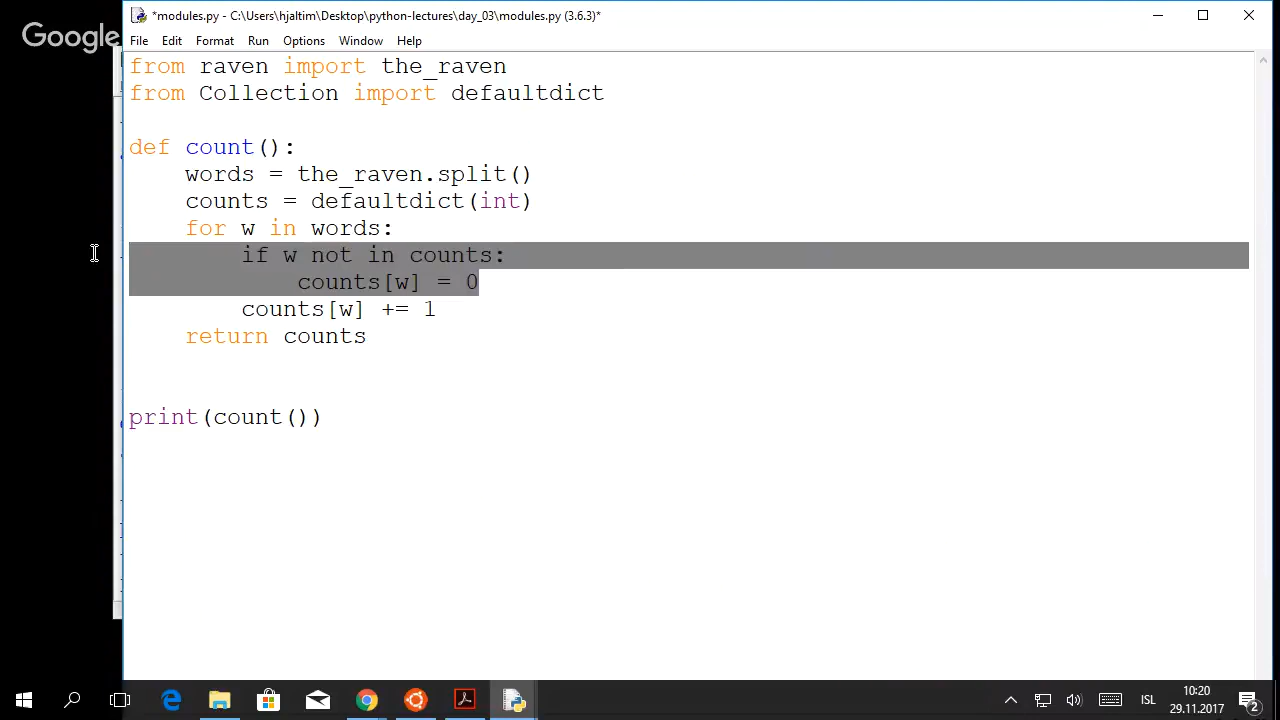 *modules.py - C:\Users\hjaltim\Desktop\python-lectures\day_03\modules.py (3.6.3)*
Google
File Edit Format Run Options Window Help
from raven import the_raven
from Collection import defaultdict
def count():
words = the_raven.split()
counts = defaultdict(int)
for w in words:
if w not in counts:
counts[w] = 0
counts[w] += 1
return counts
print(count())
ISL
10:20
29.11.2017
2